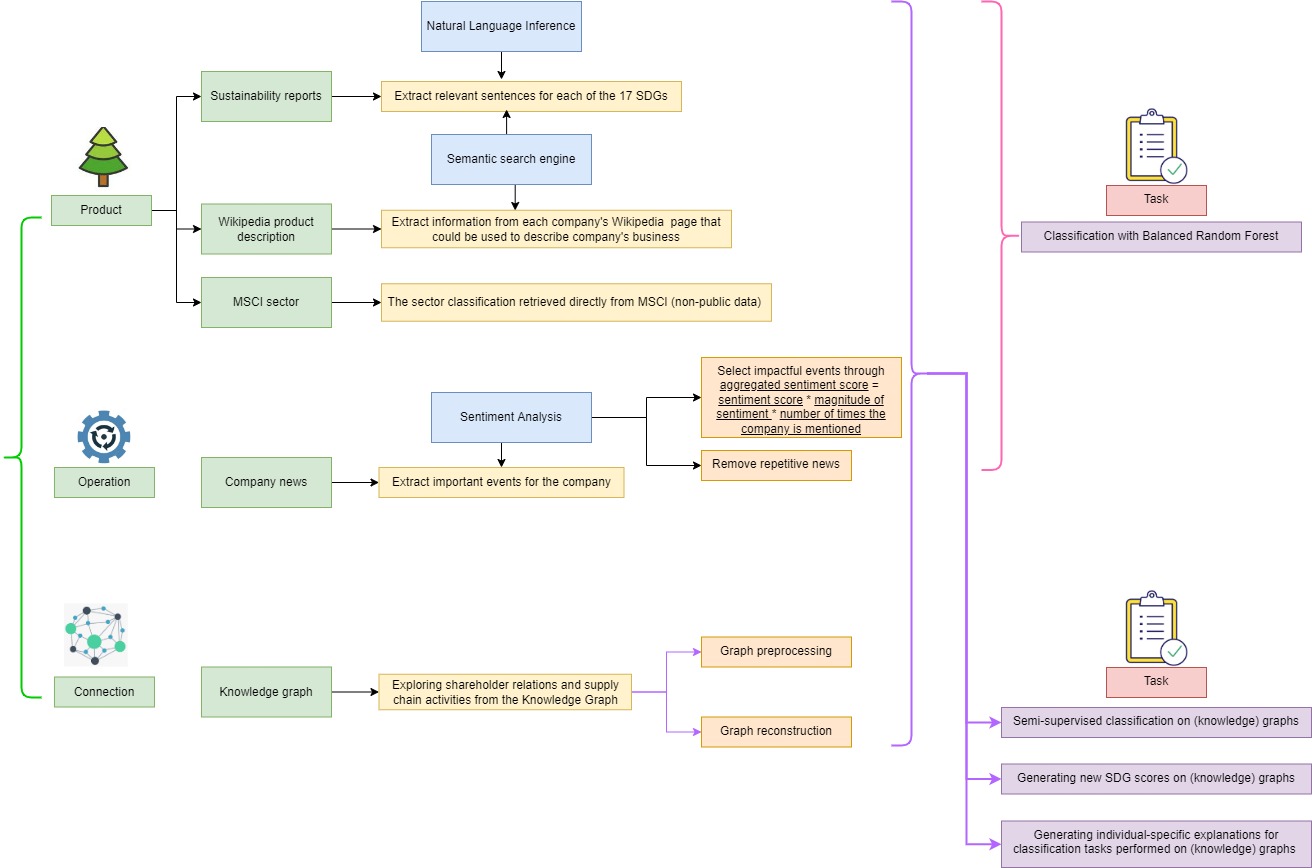 Natural Language Inference
Sustainability reports
Extract relevant sentences for each of the 17 SDGs
Semantic search engine
Product
Wikipedia product
description
Extract information from each company's Wikipedia page that
could be used to describe company's business
MSCI sector
The sector classification retrieved directly from MSCI (non-public data)
Task
Classification with Balanced Random Forest
Sentiment Analysis
Select impactful events through
aggregated sentiment score =
sentiment score * magnitude of
sentiment * number of times the
company is mentioned
Remove repetitive news
Operation
Company news
Extract important events for the company
Connection
Knowledge graph
Exploring shareholder relations and supply
chain activities from the Knowledge Graph
Graph preprocessing
Graph reconstruction
Task
Semi-supervised classification on (knowledge) graphs
Generating new SDG scores on (knowledge) graphs
Generating individual-specific explanations for
classification tasks performed on (knowledge) graphs